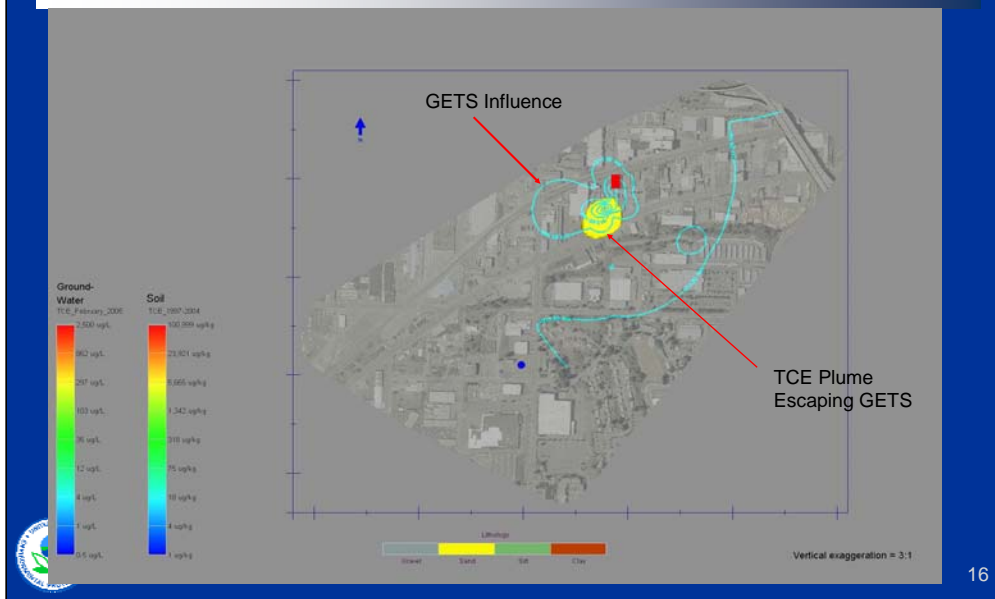 GETS Influence
TCE Plume
Escaping GETS
Ground-
Water
TCE_February_2006
2,600 ug/L
297 ug/L
103 ug/L
36 ug/L
12 ug/L
4 ug/L
1 ug/L
0.5 ug/L
Soil
TCE_1997-2004
100,999 ug/kg
23,921 ug/kg
5,665 ug/kg
1,342 ug/kg
318 ug/kg
75 ug/kg
18 ug/kg
4 ug/kg
1 ug/kg
Lithology
Gravel Sand Silt Clay
Vertical exaggeration = 3:1
16